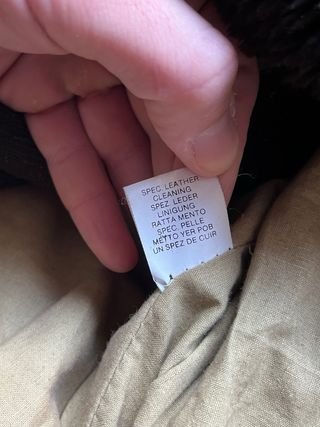 SPEC. LEATHER
CLEANING
SPEZ. LEDER
LINIGUNG
RATTA MENTO
SPEC. PELLE
METTO YER POB
UN SPEZ DE CUIR